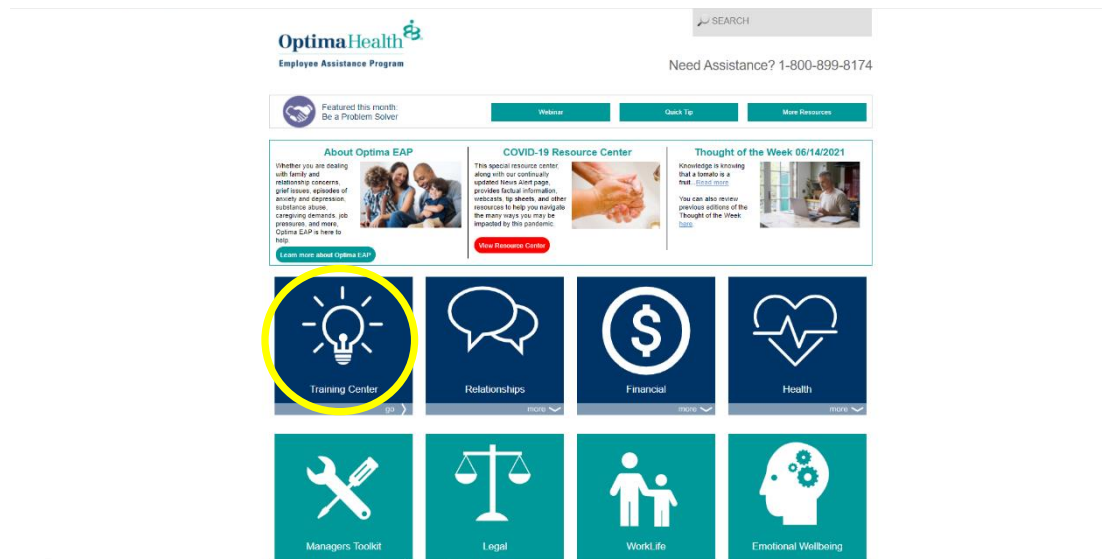 SEARCH
OptimaHealth
Employee Assistance Program
Need Assistance? 1-800-899-8174
Featured this month:
Be a Problem Solver
Webinar
Quick Tip
More Resources
About Optima EAP
Whether you are dealing
with family and
relationship concerns,
grief issues, episodes of
anxiety and depression,
substance abuse,
caregiving demands, job
pressures, and more,
Optima EAP is here to
help.
Learn more about Optima EAP
COVID-19 Resource Center
This special resource center,
along with our continually
updated News Alert page,
provides factual information,
webcasts, tip sheets, and other
resources to help you navigate
the many ways you may be
impacted by this pandemic.
View Resource Center
Thought of the Week 06/14/2021
Knowledge is knowing
that a tomato is a
fruit...Read more
You can also review
previous editions of the
Thought of the Week
here.
Training Center
go
Relationships
more
Financial
more
Health
more
Managers Toolkit
Legal
WorkLife
Emotional Wellbeing